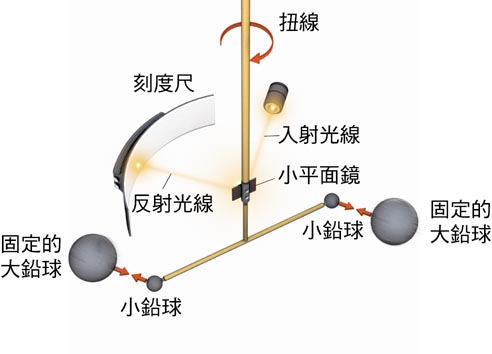 扭線
刻度尺
入射光線
小平面鏡
反射光線
固定的
大鉛球
小鉛球
固定的
大鉛球
小鉛球